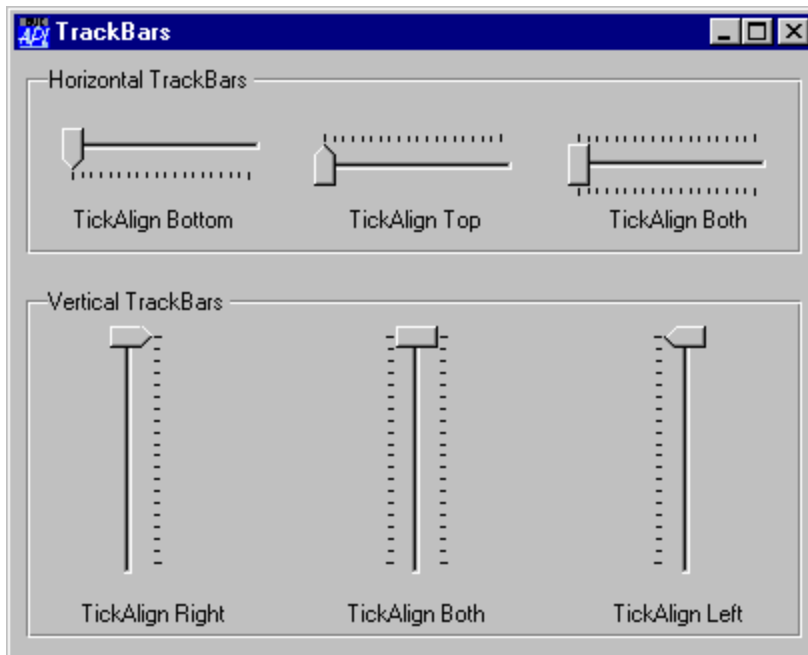 TrackBars
Horizontal TrackBars
TickAlign Bottom
TickAlign Top
TickAlign Both
Vertical TrackBars
TickAlign Right
TickAlign Both
TickAlign Left